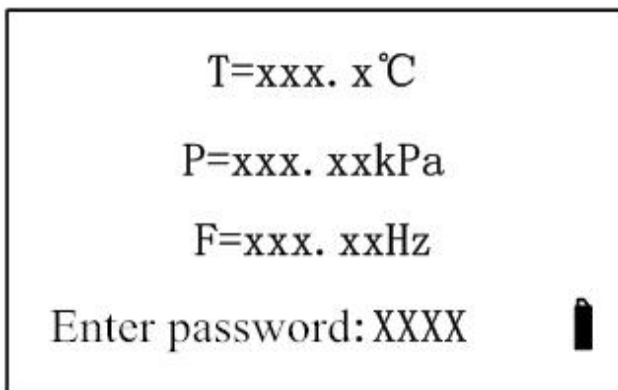 T=xxx. x℃
P=xxx. xxkPa
F=xxx. xxHz
Enter password: XXXX